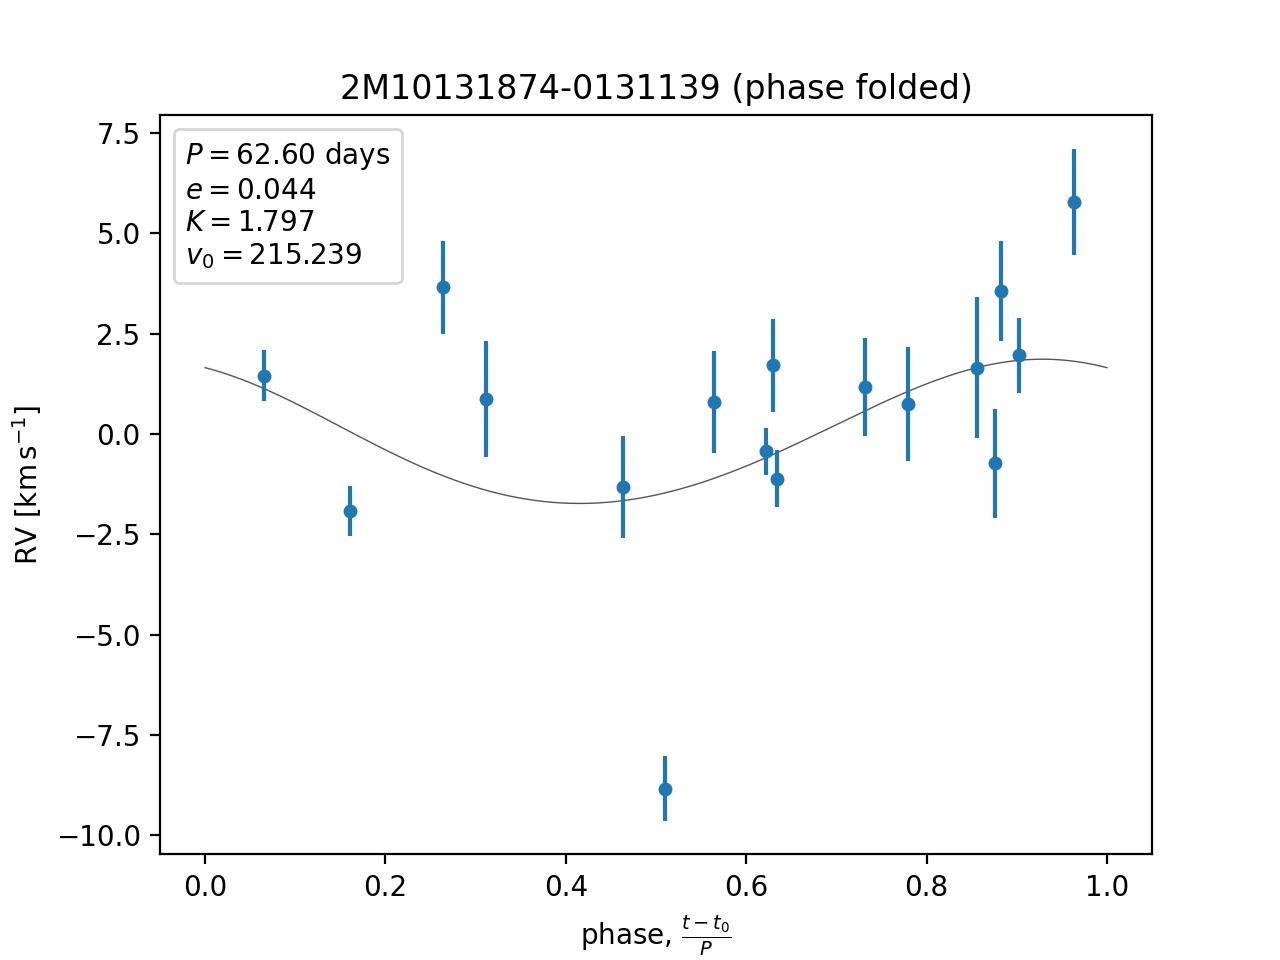 2M10131874-0131139 (phase folded)
P = 62.60 days
e = 0.044
K = 1.797
v₀ = 215.239
7.5
5.0
2.5
0.0
−2.5
−5.0
−7.5
−10.0
RV [km s⁻¹]
0.0 0.2 0.4 0.6 0.8 1.0
phase, (t − t₀)/P